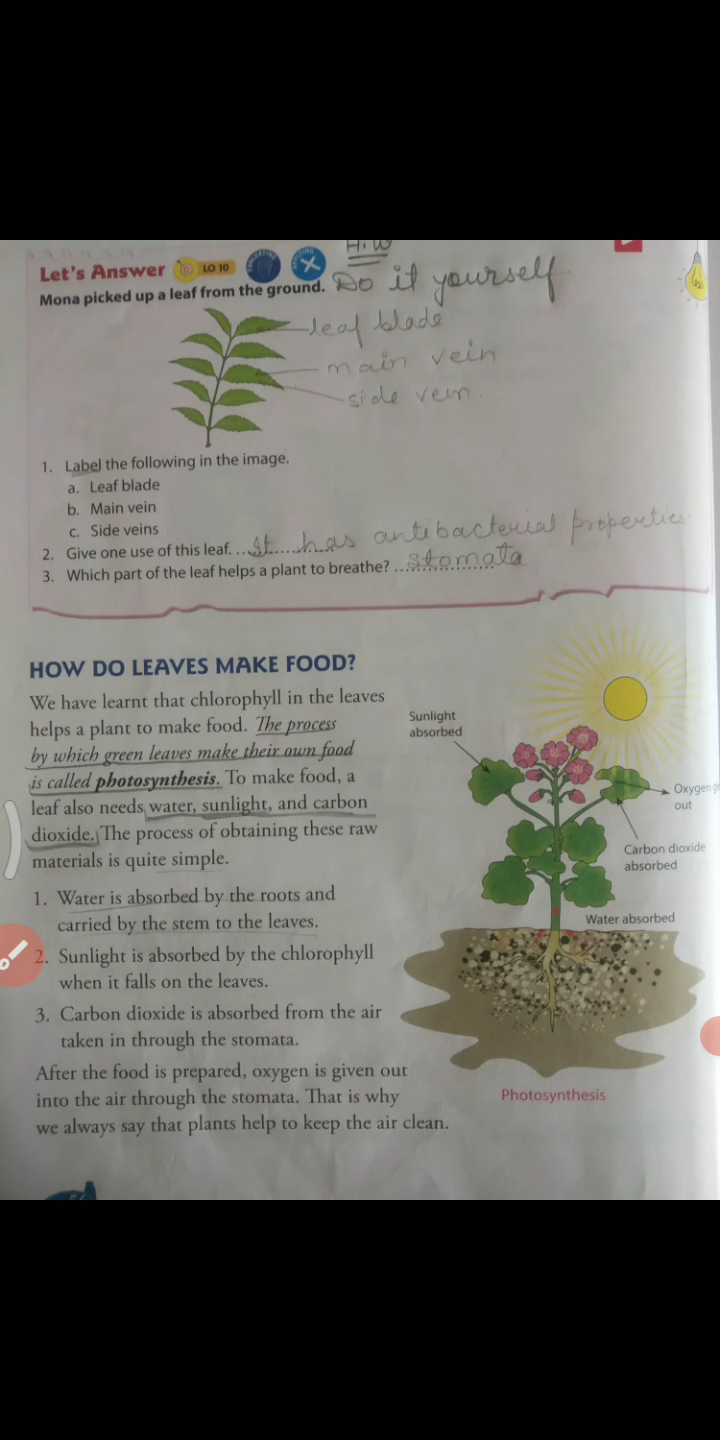 H.W
Let's Answer LO 10
Do it yourself
Mona picked up a leaf from the ground.
leaf blade
main vein
side vein.
1. Label the following in the image.
a. Leaf blade
b. Main vein
c. Side veins
2. Give one use of this leaf. It has antibacterial properties
3. Which part of the leaf helps a plant to breathe? stomata
HOW DO LEAVES MAKE FOOD?
We have learnt that chlorophyll in the leaves
helps a plant to make food. The process
by which green leaves make their own food
is called photosynthesis. To make food, a
leaf also needs water, sunlight, and carbon
dioxide. The process of obtaining these raw
materials is quite simple.
1. Water is absorbed by the roots and
carried by the stem to the leaves.
2. Sunlight is absorbed by the chlorophyll
when it falls on the leaves.
3. Carbon dioxide is absorbed from the air
taken in through the stomata.
After the food is prepared, oxygen is given out
into the air through the stomata. That is why
we always say that plants help to keep the air clean.
Sunlight
absorbed
Oxygen
out
Carbon dioxide
absorbed
Water absorbed
Photosynthesis